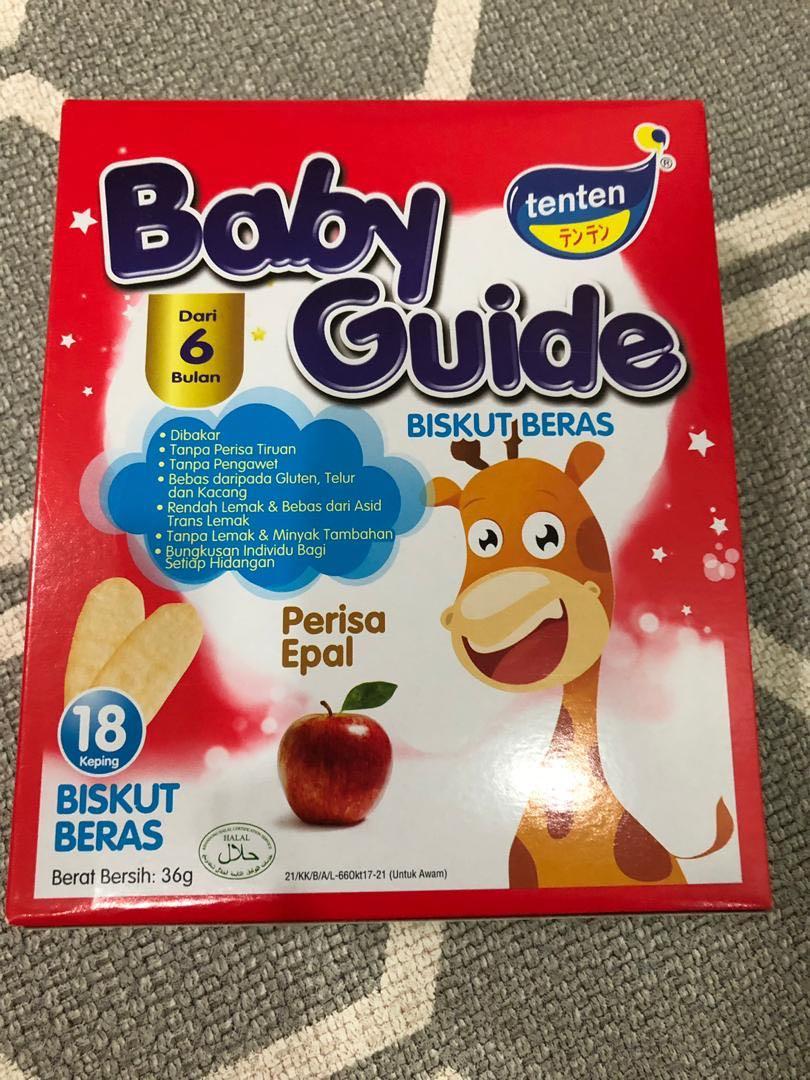 Baby
Guide
tenten
テンテン
®
Dari
6
Bulan
BISKUT BERAS
• Dibakar
• Tanpa Perisa Tiruan
• Tanpa Pengawet
• Bebas daripada Gluten, Telur
dan Kacang
• Rendah Lemak & Bebas dari Asid
Trans Lemak
• Tanpa Lemak & Minyak Tambahan
• Bungkusan Individu Bagi
Setiap Hidangan
Perisa
Epal
18
Keping
BISKUT
BERAS
HALAL
حلال
Berat Bersih: 36g
21/KK/B/A/L-660kt17-21 (Untuk Awam)